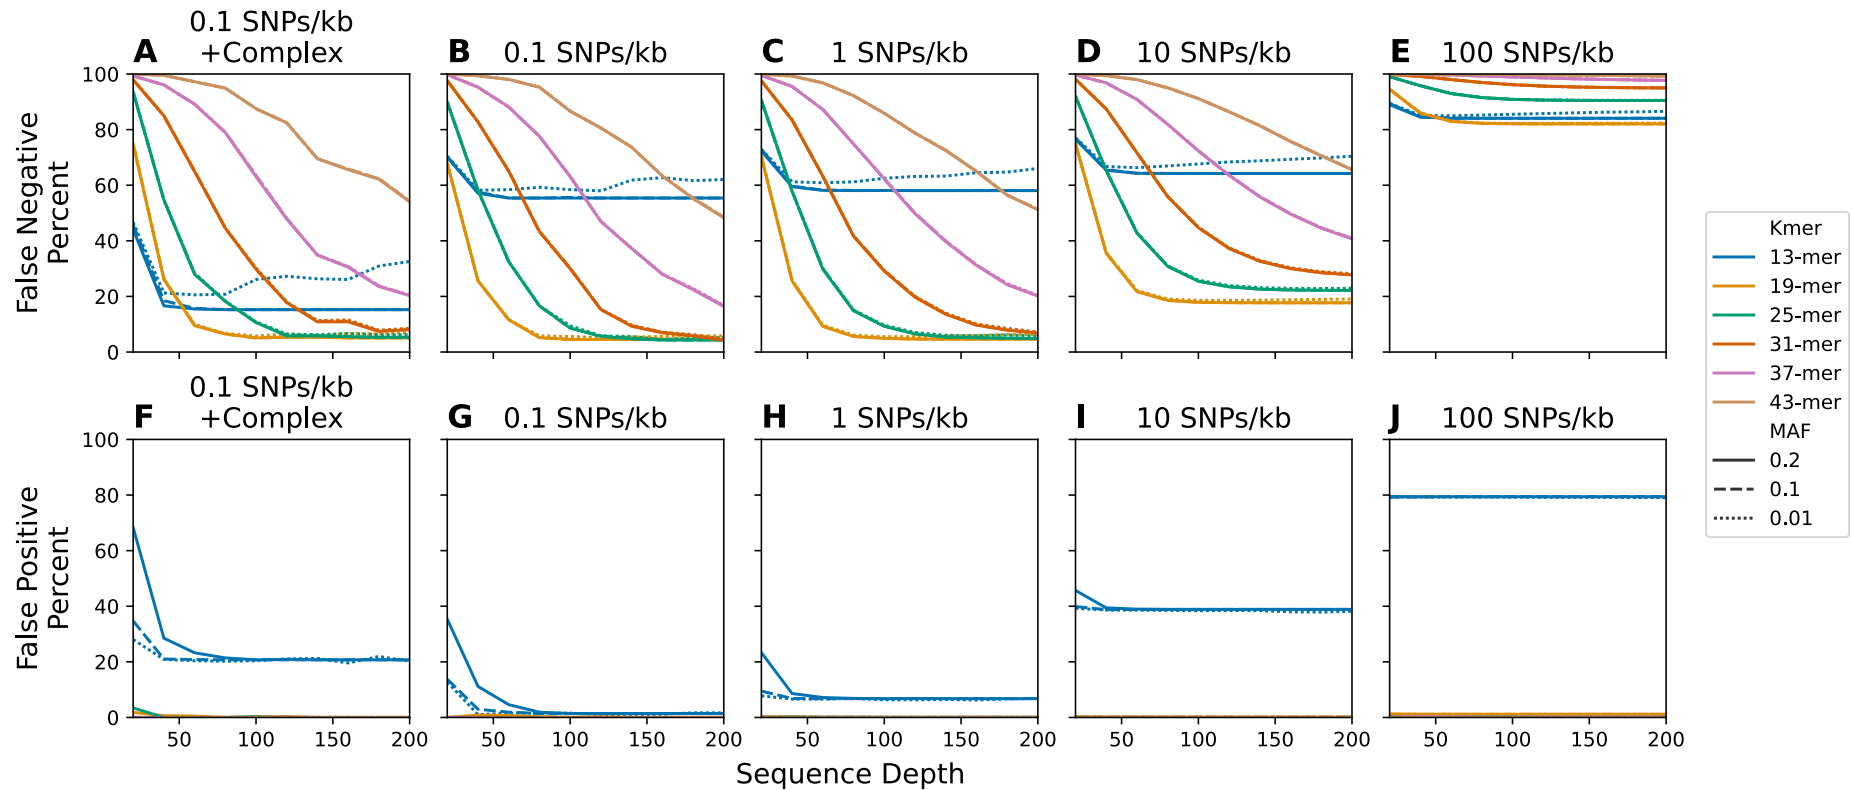 0.1 SNPs/kb
A +Complex
B 0.1 SNPs/kb
C 1 SNPs/kb
D 10 SNPs/kb
E 100 SNPs/kb
False Negative
Percent
100
80
60
40
20
0
0.1 SNPs/kb
F +Complex
G 0.1 SNPs/kb
H 1 SNPs/kb
I 10 SNPs/kb
J 100 SNPs/kb
False Positive
Percent
100
80
60
40
20
0
50 100 150 200
50 100 150 200
50 100 150 200
50 100 150 200
50 100 150 200
Sequence Depth
Kmer
13-mer
19-mer
25-mer
31-mer
37-mer
43-mer
MAF
0.2
0.1
0.01